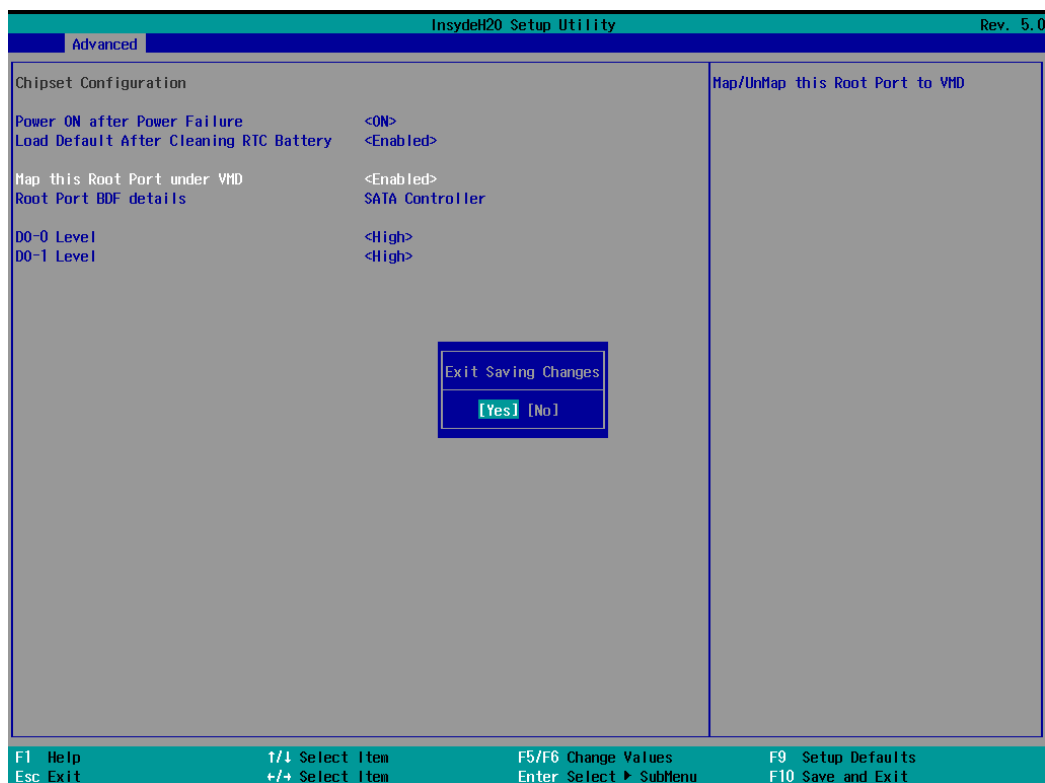 InsydeH20 Setup Utility Rev. 5.0
Advanced
Chipset Configuration
Map/UnMap this Root Port to VMD
Power ON after Power Failure <ON>
Load Default After Cleaning RTC Battery <Enabled>
Map this Root Port under VMD <Enabled>
Root Port BDF details SATA Controller
DO-0 Level <High>
DO-1 Level <High>
Exit Saving Changes
[Yes] [No]
F1 Help ↑/↓ Select Item F5/F6 Change Values F9 Setup Defaults
Esc Exit ←/→ Select Item Enter Select ▶ SubMenu F10 Save and Exit